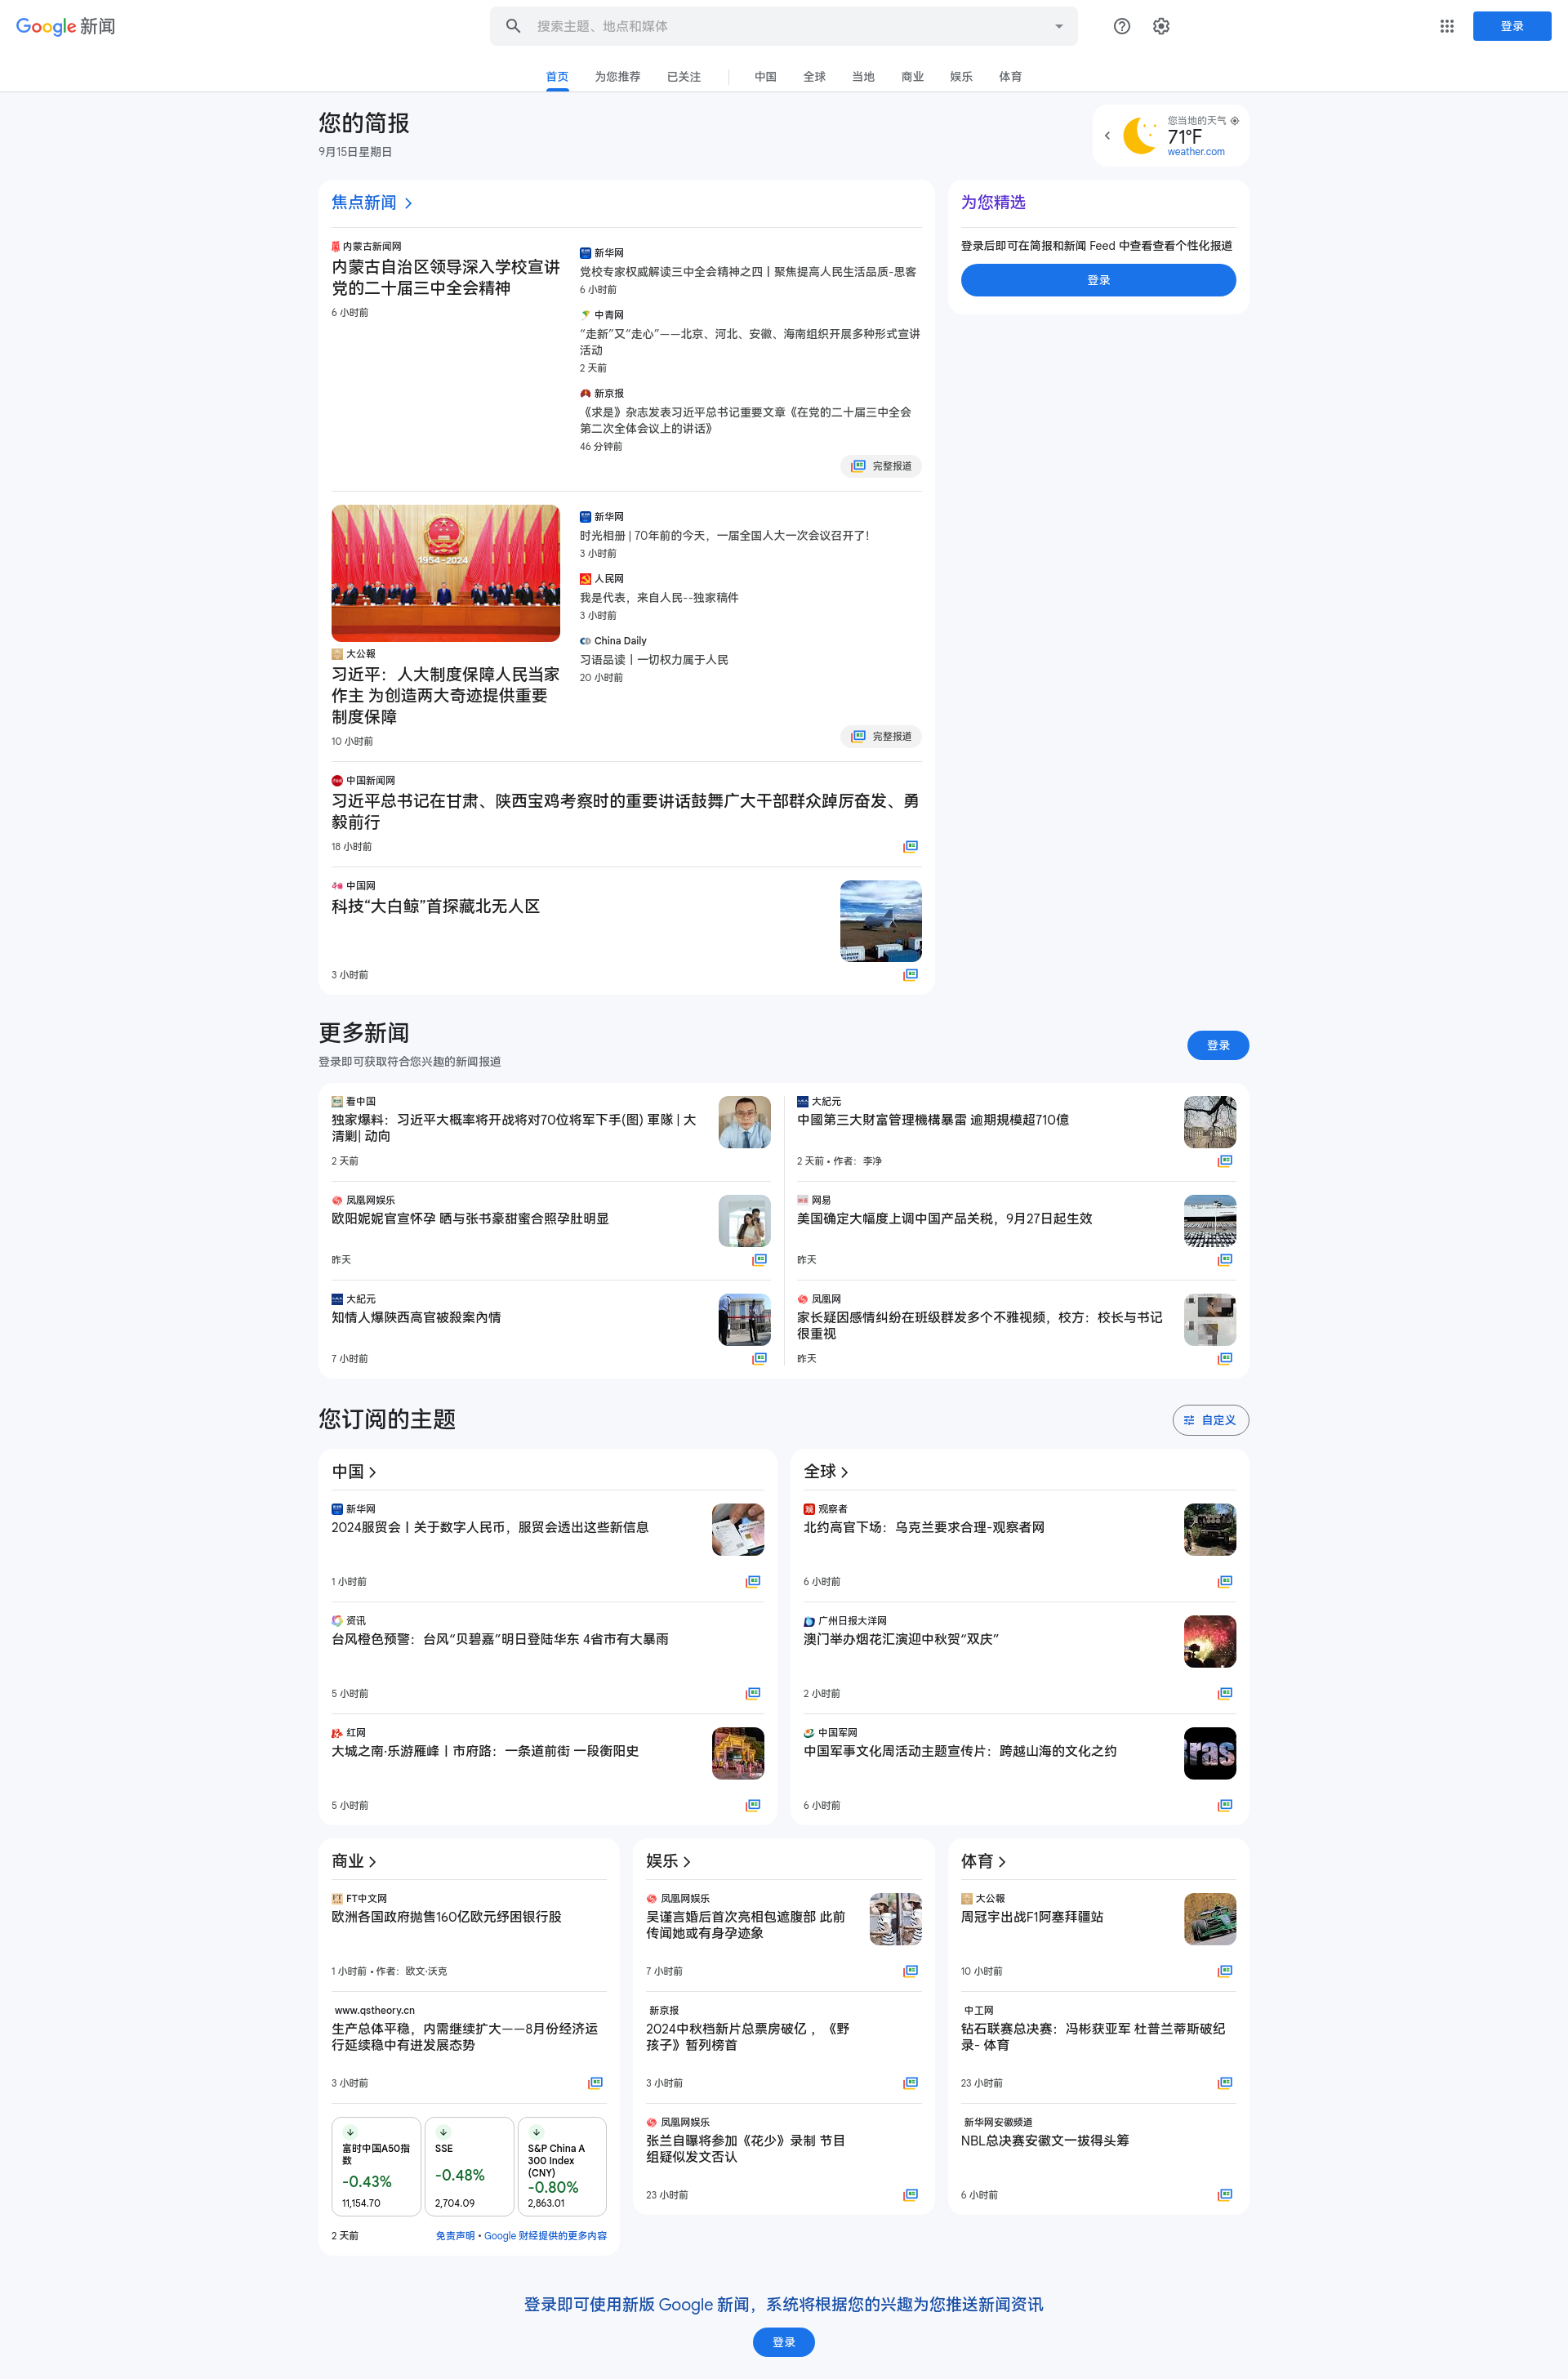 Google 新闻
搜索主题、地点和媒体
登录
首页
为您推荐
已关注
中国
全球
当地
商业
娱乐
体育
您的简报
9月15日星期日
您当地的天气
71°F
weather.com
焦点新闻
内蒙古新闻网
内蒙古自治区领导深入学校宣讲
党的二十届三中全会精神
6 小时前
新华网
党校专家权威解读三中全会精神之四丨聚焦提高人民生活品质-思客
6 小时前
中青网
“走新”又“走心”——北京、河北、安徽、海南组织开展多种形式宣讲
活动
2 天前
新京报
《求是》杂志发表习近平总书记重要文章《在党的二十届三中全会
第二次全体会议上的讲话》
46 分钟前
完整报道
为您精选
登录后即可在简报和新闻 Feed 中查看查看个性化报道
登录
1954-2024
大公報
习近平：人大制度保障人民当家
作主 为创造两大奇迹提供重要
制度保障
10 小时前
新华网
时光相册 | 70年前的今天，一届全国人大一次会议召开了！
3 小时前
人民网
我是代表，来自人民--独家稿件
3 小时前
China Daily
习语品读丨一切权力属于人民
20 小时前
完整报道
中国新闻网
习近平总书记在甘肃、陕西宝鸡考察时的重要讲话鼓舞广大干部群众踔厉奋发、勇
毅前行
18 小时前
中国网
科技“大白鲸”首探藏北无人区
3 小时前
更多新闻
登录即可获取符合您兴趣的新闻报道
登录
看中国
独家爆料：习近平大概率将开战将对70位将军下手(图) 軍隊 | 大
清剿| 动向
2 天前
大紀元
中國第三大財富管理機構暴雷 逾期規模超710億
2 天前 • 作者：李净
凤凰网娱乐
欧阳妮妮官宣怀孕 晒与张书豪甜蜜合照孕肚明显
昨天
网易
美国确定大幅度上调中国产品关税，9月27日起生效
昨天
大紀元
知情人爆陝西高官被殺案內情
7 小时前
凤凰网
家长疑因感情纠纷在班级群发多个不雅视频，校方：校长与书记
很重视
昨天
您订阅的主题
自定义
中国
新华网
2024服贸会丨关于数字人民币，服贸会透出这些新信息
1 小时前
资讯
台风橙色预警：台风“贝碧嘉”明日登陆华东 4省市有大暴雨
5 小时前
红网
大城之南·乐游雁峰丨市府路：一条道前街 一段衡阳史
5 小时前
全球
观察者
北约高官下场：乌克兰要求合理-观察者网
6 小时前
广州日报大洋网
澳门举办烟花汇演迎中秋贺“双庆”
2 小时前
中国军网
中国军事文化周活动主题宣传片：跨越山海的文化之约
ras
6 小时前
商业
FT中文网
欧洲各国政府抛售160亿欧元纾困银行股
1 小时前 • 作者：欧文·沃克
www.qstheory.cn
生产总体平稳，内需继续扩大——8月份经济运
行延续稳中有进发展态势
3 小时前
富时中国A50指
数
-0.43%
11,154.70
SSE
-0.48%
2,704.09
S&P China A
300 Index
(CNY)
-0.80%
2,863.01
2 天前
免责声明 • Google 财经提供的更多内容
娱乐
凤凰网娱乐
吴谨言婚后首次亮相包遮腹部 此前
传闻她或有身孕迹象
7 小时前
新京报
2024中秋档新片总票房破亿 ，《野
孩子》暂列榜首
3 小时前
凤凰网娱乐
张兰自曝将参加《花少》录制 节目
组疑似发文否认
23 小时前
体育
大公報
周冠宇出战F1阿塞拜疆站
10 小时前
中工网
钻石联赛总决赛：冯彬获亚军 杜普兰蒂斯破纪
录- 体育
23 小时前
新华网安徽频道
NBL总决赛安徽文一拔得头筹
6 小时前
登录即可使用新版 Google 新闻，系统将根据您的兴趣为您推送新闻资讯
登录